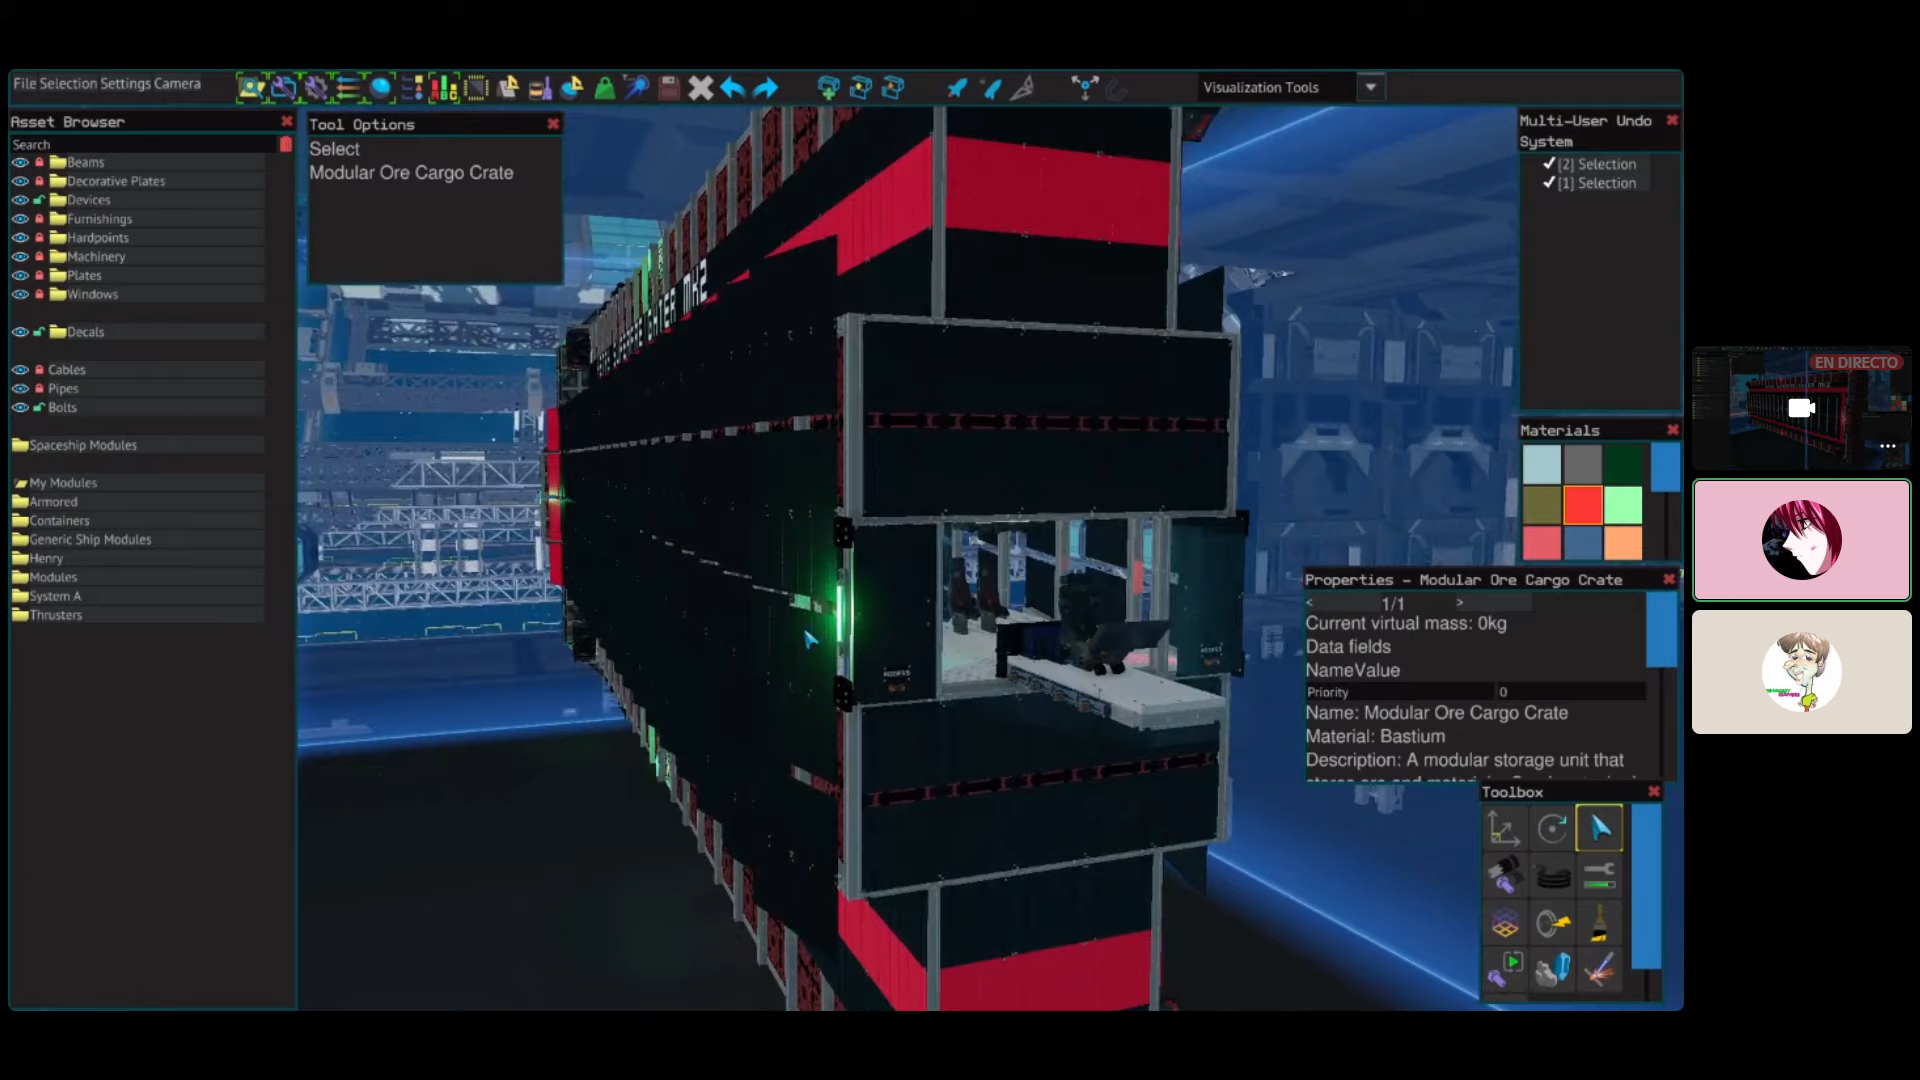 File Selection Settings Camera
Visualization Tools
Asset Browser
Search
Beams
Decorative Plates
Devices
Furnishings
Hardpoints
Machinery
Plates
Windows
Decals
Cables
Pipes
Bolts
Spaceship Modules
My Modules
Armored
Containers
Generic Ship Modules
Henry
Modules
System A
Thrusters
Tool Options
Select
Modular Ore Cargo Crate
MK2
Multi-User Undo
System
[2] Selection
[1] Selection
Materials
Properties - Modular Ore Cargo Crate
< 1/1 >
Current virtual mass: 0kg
Data fields
NameValue
Priority 0
Name: Modular Ore Cargo Crate
Material: Bastium
Description: A modular storage unit that
Toolbox
EN DIRECTO